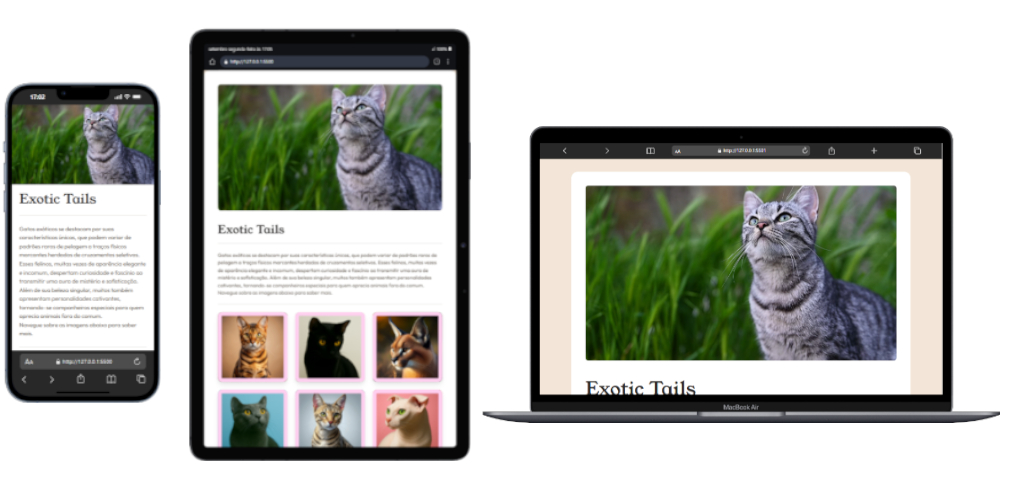 17:02
Exotic Tails
Gatos exóticos se destacam por suas
características únicas, que podem variar de
padrões raros de pelagem a traços físicos
marcantes herdados de cruzamentos seletivos.
Esses felinos, muitas vezes de aparência elegante
e incomum, despertam curiosidade e fascínio ao
transmitir uma aura de mistério e sofisticação.
Além de sua beleza singular, muitos também
apresentam personalidades cativantes,
tornando-se companheiros especiais para quem
aprecia animais fora do comum.
Navegue sobre as imagens abaixo para saber
mais.
AA http://127.0.0.1:5500
100%
http://127.0.0.1:5500
Exotic Tails
Gatos exóticos se destacam por suas características únicas, que podem variar de padrões raros de
pelagem a traços físicos marcantes herdados de cruzamentos seletivos. Esses felinos, muitas vezes
de aparência elegante e incomum, despertam curiosidade e fascínio ao transmitir uma aura de
mistério e sofisticação. Além de sua beleza singular, muitos também apresentam personalidades
cativantes, tornando-se companheiros especiais para quem aprecia animais fora do comum.
Navegue sobre as imagens abaixo para saber mais.
AA http://127.0.0.1:5501
Exotic Tails
MacBook Air